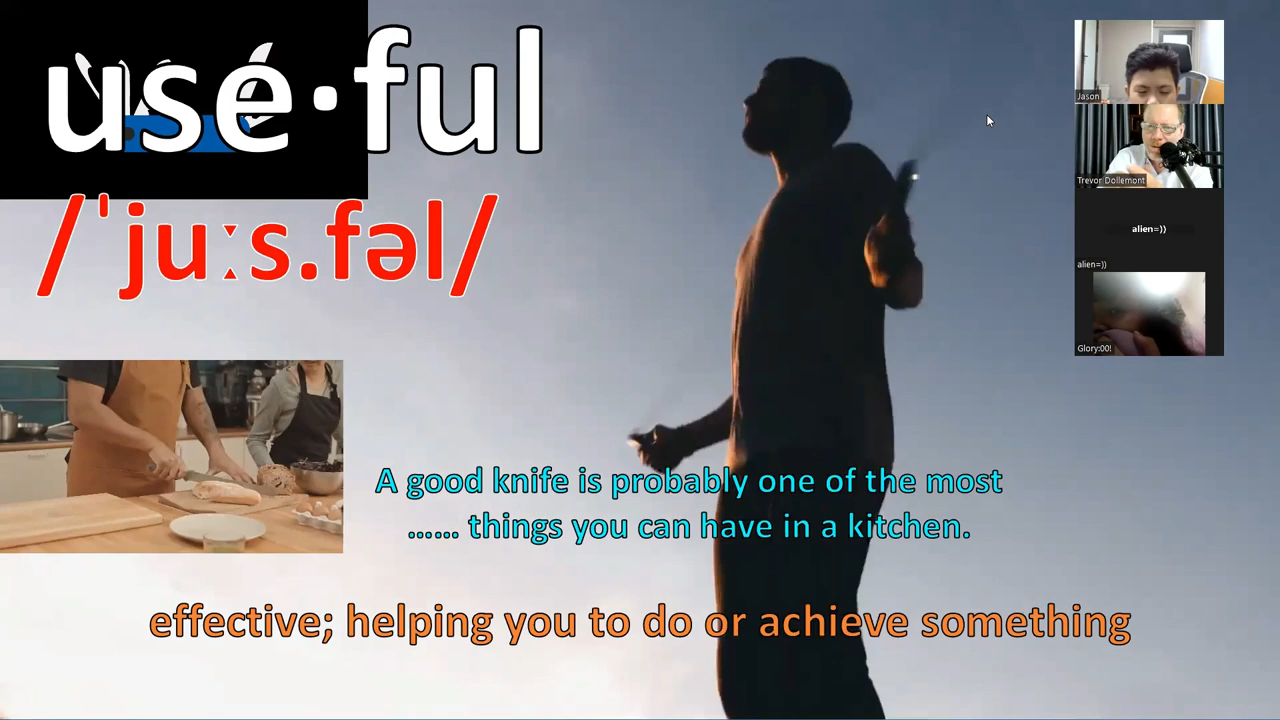 use·ful
/ˈjuːs.fəl/
Jason
Trevor Dollemont
alien=))
alien=))
Glory:00!
A good knife is probably one of the most
...... things you can have in a kitchen.
effective; helping you to do or achieve something